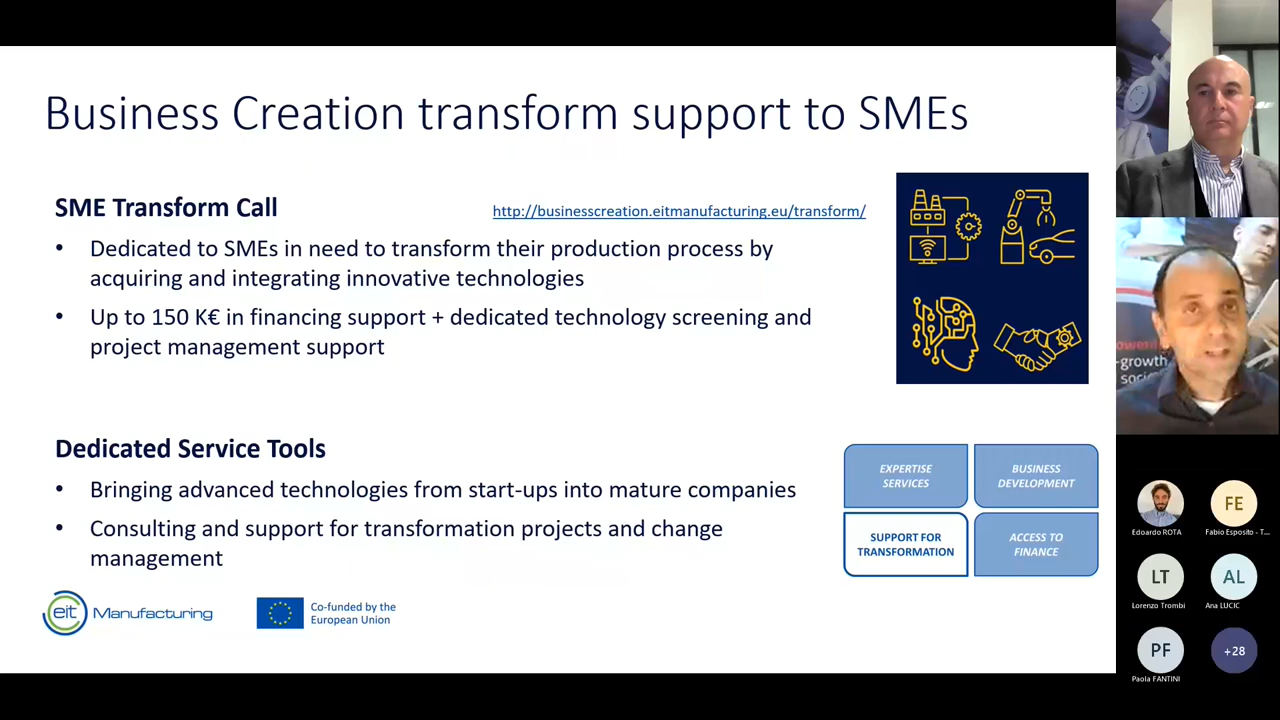 Business Creation transform support to SMEs
SME Transform Call
http://businesscreation.eitmanufacturing.eu/transform/
• Dedicated to SMEs in need to transform their production process by
acquiring and integrating innovative technologies
• Up to 150 K€ in financing support + dedicated technology screening and
project management support
Dedicated Service Tools
• Bringing advanced technologies from start-ups into mature companies
• Consulting and support for transformation projects and change
management
EXPERTISE
SERVICES
BUSINESS
DEVELOPMENT
SUPPORT FOR
TRANSFORMATION
ACCESS TO
FINANCE
eit Manufacturing
Co-funded by the
European Union
-growth
Edoardo ROTA
FE
Fabio Esposito - T...
LT
Lorenzo Trombi
AL
Ana LUCIC
PF
Paola FANTINI
+28